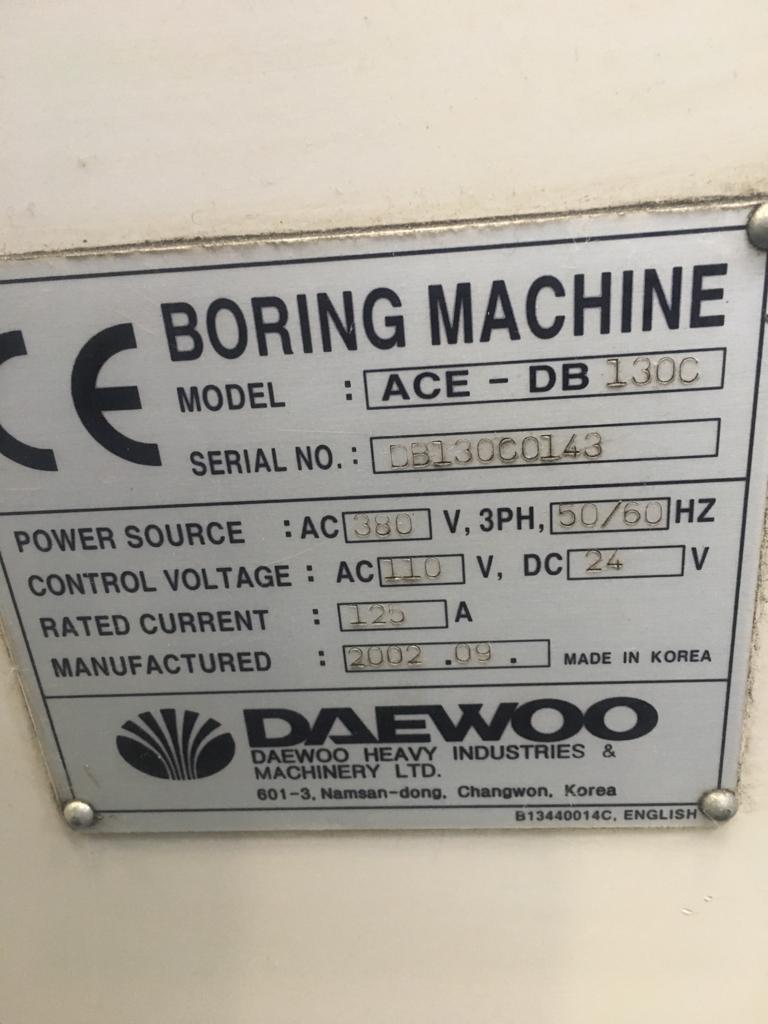 CE BORING MACHINE
MODEL : ACE - DB 130C
SERIAL NO. : DB130C0143
POWER SOURCE : AC 380 V, 3PH, 50/60 HZ
CONTROL VOLTAGE : AC 110 V, DC 24 V
RATED CURRENT : 125 A
MANUFACTURED : 2002 .09 . MADE IN KOREA
DAEWOO
DAEWOO HEAVY INDUSTRIES &
MACHINERY LTD.
601-3, Namsan-dong, Changwon, Korea
B13440014C, ENGLISH